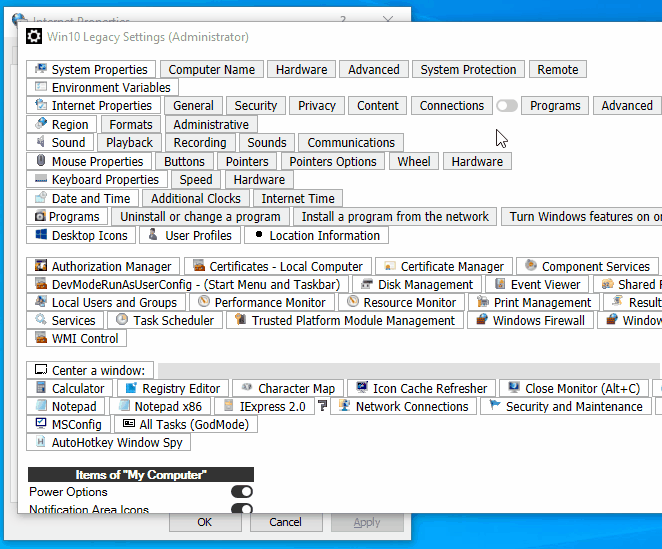 Internet Properties ?
Win10 Legacy Settings (Administrator)
System Properties Computer Name Hardware Advanced System Protection Remote
Environment Variables
Internet Properties General Security Privacy Content Connections Programs Advanced
Region Formats Administrative
Sound Playback Recording Sounds Communications
Mouse Properties Buttons Pointers Pointers Options Wheel Hardware
Keyboard Properties Speed Hardware
Date and Time Additional Clocks Internet Time
Programs Uninstall or change a program Install a program from the network Turn Windows features on or
Desktop Icons User Profiles Location Information
Authorization Manager Certificates - Local Computer Certificate Manager Component Services
DevModeRunAsUserConfig - (Start Menu and Taskbar) Disk Management Event Viewer Shared F
Local Users and Groups Performance Monitor Resource Monitor Print Management Result
Services Task Scheduler Trusted Platform Module Management Windows Firewall Window
WMI Control
Center a window:
Calculator Registry Editor Character Map Icon Cache Refresher Close Monitor (Alt+C)
Notepad Notepad x86 IExpress 2.0 ? Network Connections Security and Maintenance
MSConfig All Tasks (GodMode)
AutoHotkey Window Spy
Items of "My Computer"
Power Options
Notification Area Icons
OK Cancel Apply